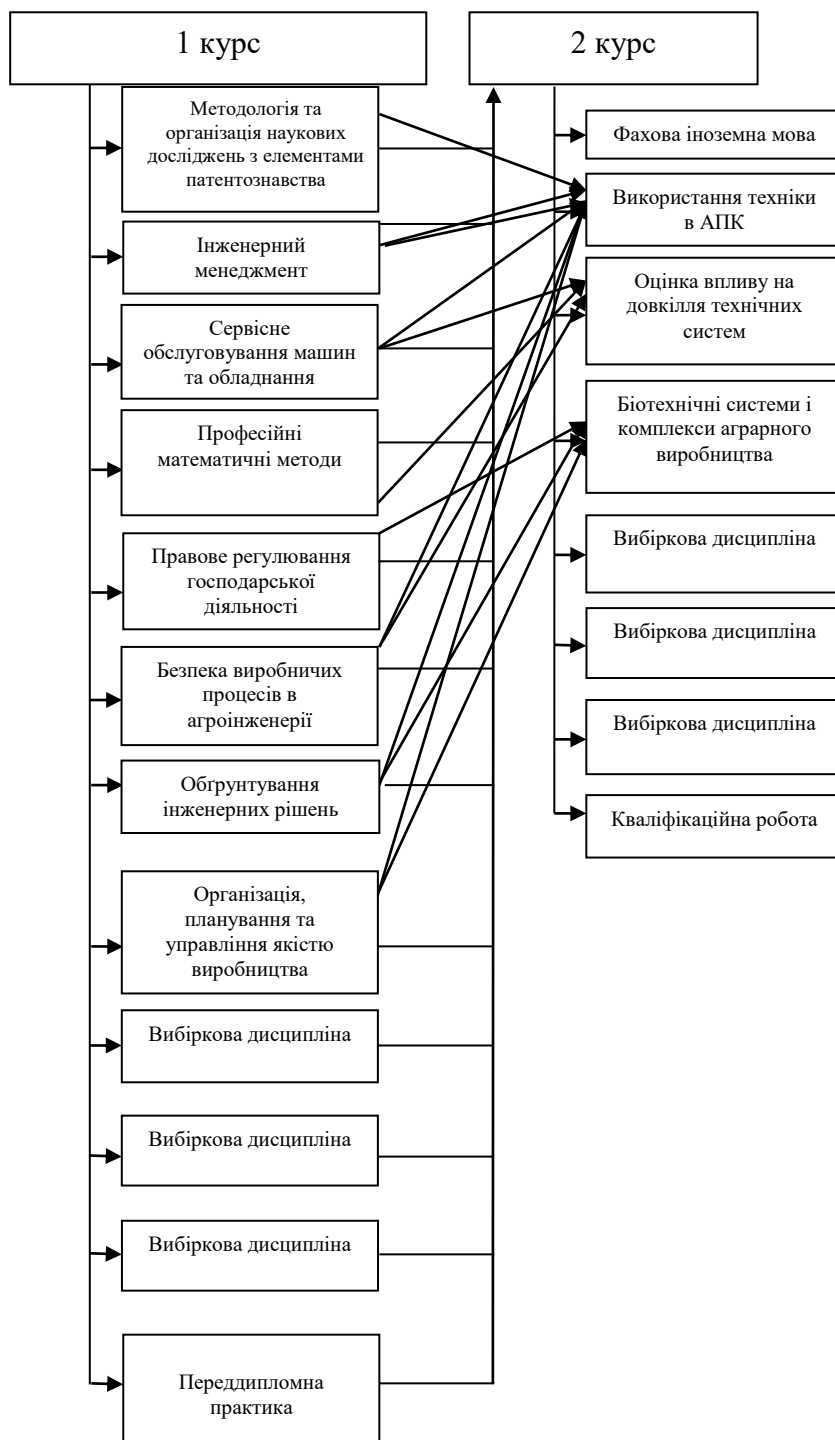 1 курс
Методологія та
організація наукових
досліджень з елементами
патентознавства
Інженерний
менеджмент
Сервісне
обслуговування машин
та обладнання
Професійні
математичні методи
Правове регулювання
господарської
діяльності
Безпека виробничих
процесів в
агроінженерії
Обґрунтування
інженерних рішень
Організація,
планування та
управління якістю
виробництва
Вибіркова дисципліна
Вибіркова дисципліна
Вибіркова дисципліна
Переддипломна
практика
2 курс
Фахова іноземна мова
Використання техніки
в АПК
Оцінка впливу на
довкілля технічних
систем
Біотехнічні системи і
комплекси аграрного
виробництва
Вибіркова дисципліна
Вибіркова дисципліна
Вибіркова дисципліна
Кваліфікаційна робота